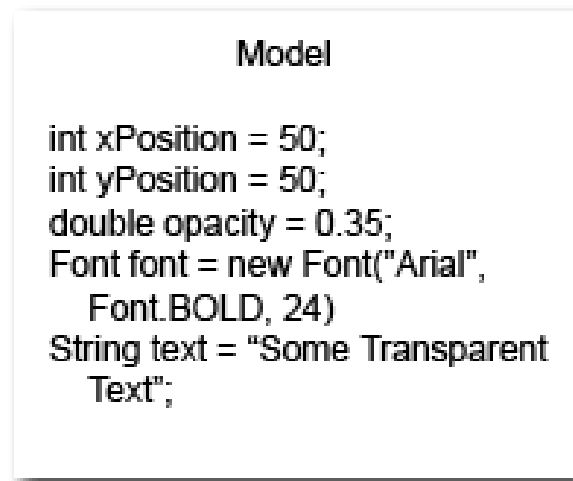 Model
int xPosition = 50;
int yPosition = 50;
double opacity = 0.35;
Font font = new Font("Arial",
Font.BOLD, 24)
String text = “Some Transparent
Text”;